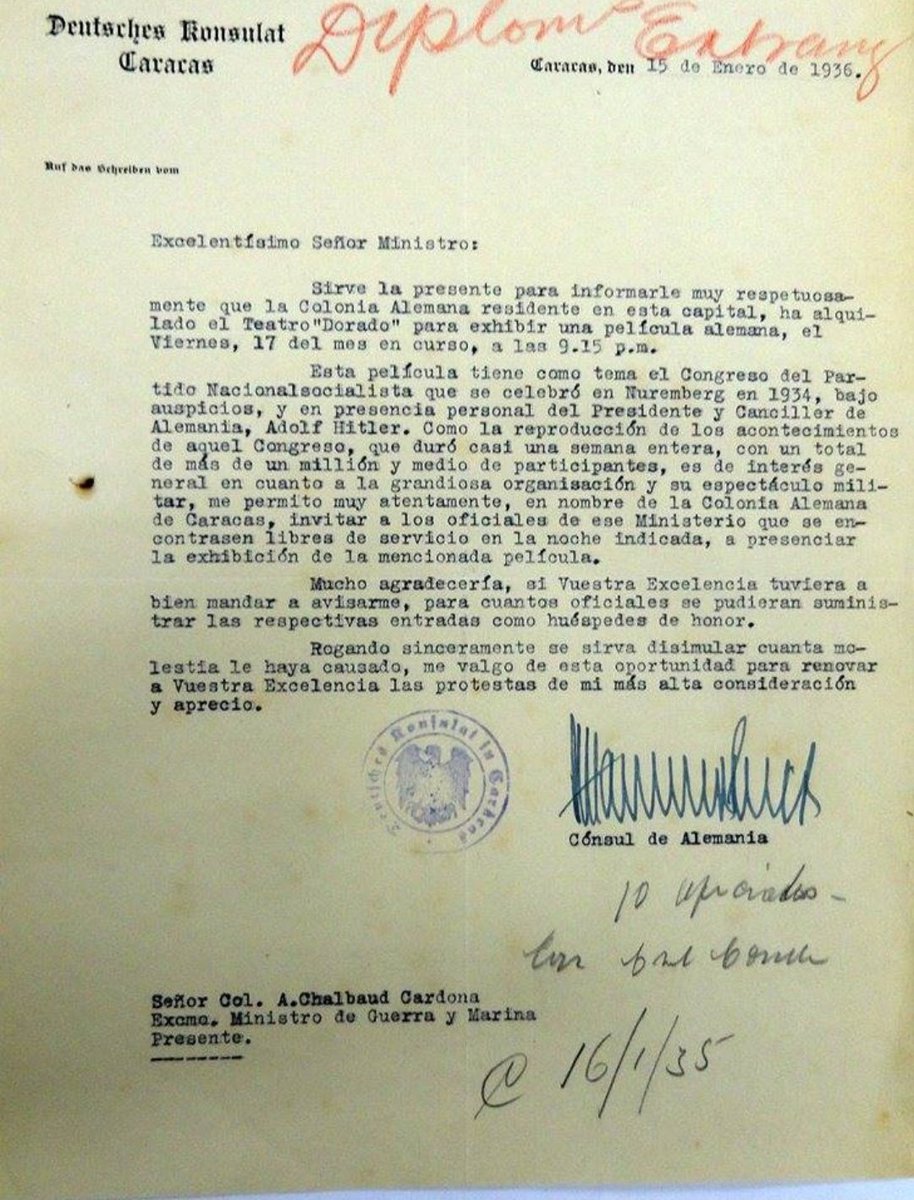 Deutsches Konsulat
Caracas
Diplom. Extranj
Caracas, den 15 de Enero de 1936.
Auf das Schreiben vom
Excelentísimo Señor Ministro:
Sirve la presente para informarle muy respetuosa-
mente que la Colonia Alemana residente en esta capital, ha alqui-
lado el Teatro "Dorado" para exhibir una película alemana, el
Viernes, 17 del mes en curso, a las 9.15 p.m.
Esta película tiene como tema el Congreso del Par-
tido Nacionalsocialista que se celebró en Nuremberg en 1934, bajo
auspicios, y en presencia personal del Presidente y Canciller de
Alemania, Adolf Hitler. Como la reproducción de los acontecimientos
de aquel Congreso, que duró casi una semana entera, con un total
de más de un millión y medio de participantes, es de interés ge-
neral en cuanto a la grandiosa organisación y su espectáculo mili-
tar, me permito muy atentamente, en nombre de la Colonia Alemana
de Caracas, invitar a los oficiales de ese Ministerio que se en-
contrasen libres de servicio en la noche indicada, a presenciar
la exhibición de la mencionada película.
Mucho agradecería, si Vuestra Excelencia tuviera a
bien mandar a avisarme, para cuantos oficiales se pudieran suminis-
trar las respectivas entradas como huéspedes de honor.
Rogando sinceramente se sirva disimular cuanta mo-
lestia le haya causado, me valgo de esta oportunidad para renovar
a Vuestra Excelencia las protestas de mi más alta consideración
y aprecio.
Deutsches Konsulat in Carácas
Cónsul de Alemania
10 oficiales -
Señor Col. A.Chalbaud Cardona
Excmo. Ministro de Guerra y Marina
Presente.
16/1/35